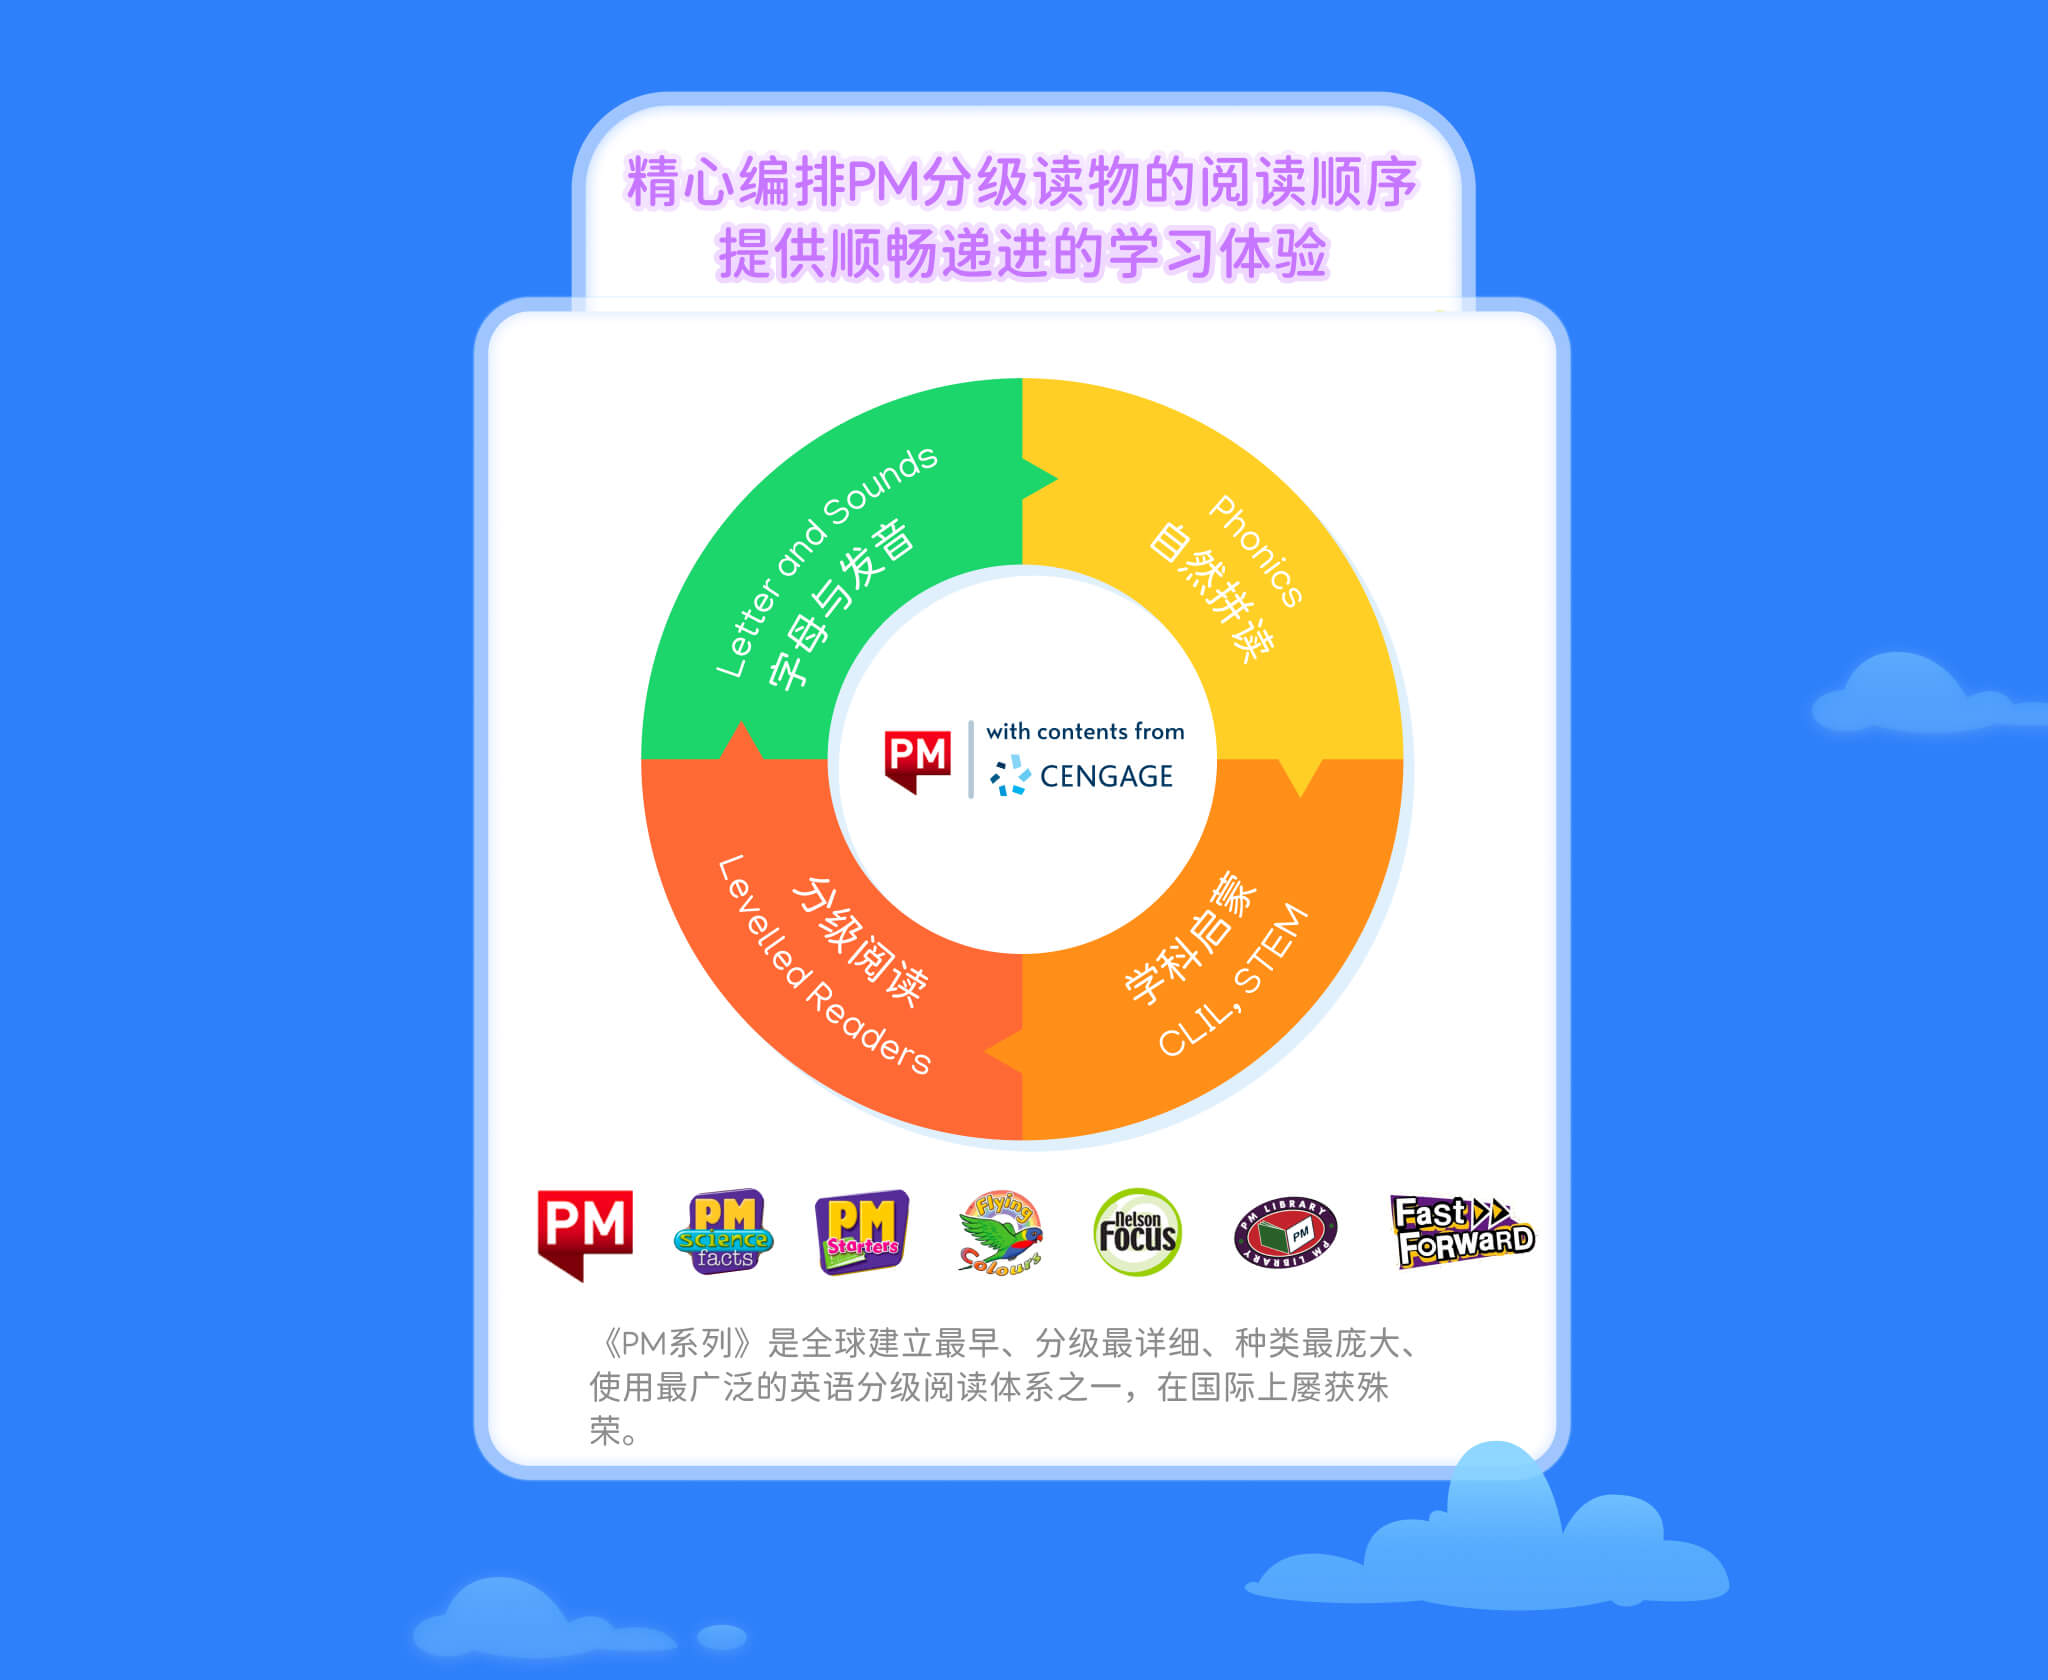 精心编排PM分级读物的阅读顺序
提供顺畅递进的学习体验
Letter and Sounds
字母与发音
Phonics
自然拼读
PM
with contents from
CENGAGE
分级阅读
Levelled Readers
学科启蒙
CLIL, STEM
PM
PM
science
facts
PM
Starters
Flying
Colours
nelson
Focus
PM LIBRARY
PM
PM LIBRARY
Fast
Forward
《PM系列》是全球建立最早、分级最详细、种类最庞大、
使用最广泛的英语分级阅读体系之一，在国际上屡获殊
荣。